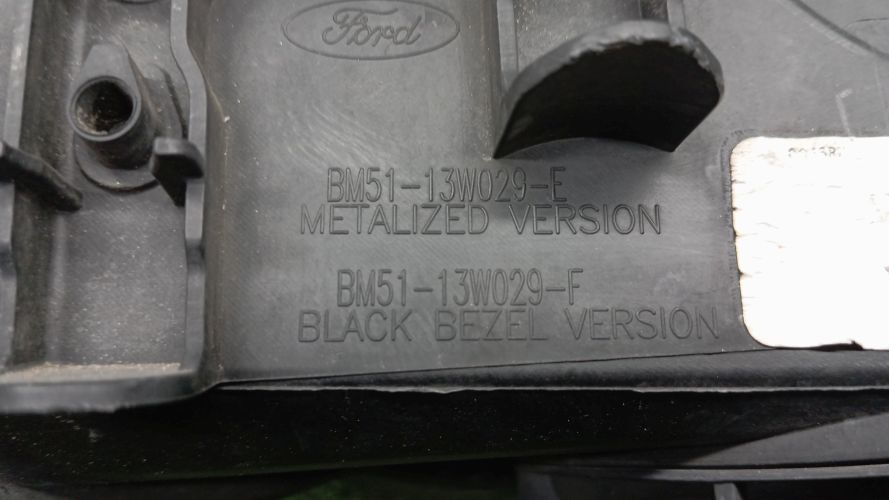 Ford
BM51-13W029-E
METALIZED VERSION
BM51-13W029-F
BLACK BEZEL VERSION